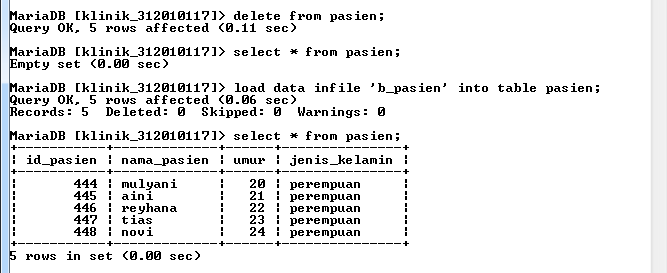 MariaDB [klinik_312010117]> delete from pasien;
Query OK, 5 rows affected (0.11 sec)
MariaDB [klinik_312010117]> select * from pasien;
Empty set (0.00 sec)
MariaDB [klinik_312010117]> load data infile 'b_pasien' into table pasien;
Query OK, 5 rows affected (0.06 sec)
Records: 5  Deleted: 0  Skipped: 0  Warnings: 0
MariaDB [klinik_312010117]> select * from pasien;
+-----------+-------------+------+---------------+
| id_pasien | nama_pasien | umur | jenis_kelamin |
+-----------+-------------+------+---------------+
|       444 | mulyani     |   20 | perempuan     |
|       445 | aini        |   21 | perempuan     |
|       446 | reyhana     |   22 | perempuan     |
|       447 | tias        |   23 | perempuan     |
|       448 | novi        |   24 | perempuan     |
+-----------+-------------+------+---------------+
5 rows in set (0.00 sec)